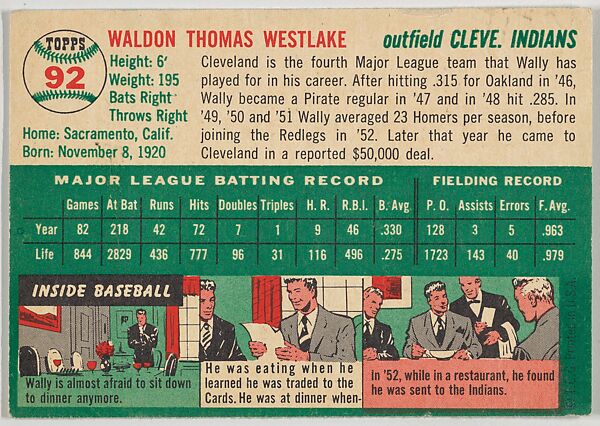 TOPPS
92
WALDON THOMAS WESTLAKE outfield CLEVE. INDIANS
Height: 6'
Weight: 195
Bats Right
Throws Right
Home: Sacramento, Calif.
Born: November 8, 1920
Cleveland is the fourth Major League team that Wally has
played for in his career. After hitting .315 for Oakland in '46,
Wally became a Pirate regular in '47 and in '48 hit .285. In
'49, '50 and '51 Wally averaged 23 Homers per season, before
joining the Redlegs in '52. Later that year he came to
Cleveland in a reported $50,000 deal.
MAJOR LEAGUE BATTING RECORD FIELDING RECORD
Games At Bat Runs Hits Doubles Triples H. R. R.B.I. B. Avg. P. O. Assists Errors F. Avg.
Year 82 218 42 72 7 1 9 46 .330 128 3 5 .963
Life 844 2829 436 777 96 31 116 496 .275 1723 143 40 .979
INSIDE BASEBALL
Wally is almost afraid to sit down
to dinner anymore.
He was eating when he
learned he was traded to the
Cards. He was at dinner when-
In '52, while in a restaurant, he found
he was sent to the Indians.